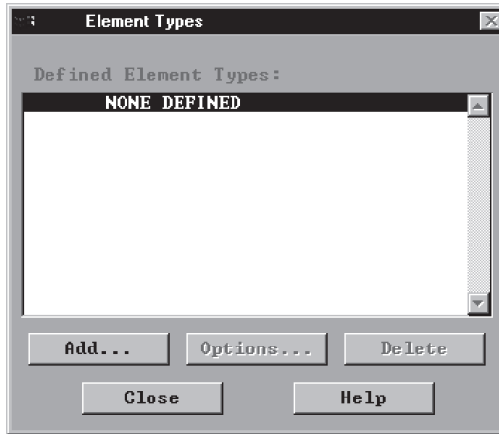 Element Types
Defined Element Types:
NONE DEFINED
Add... Options... Delete
Close Help